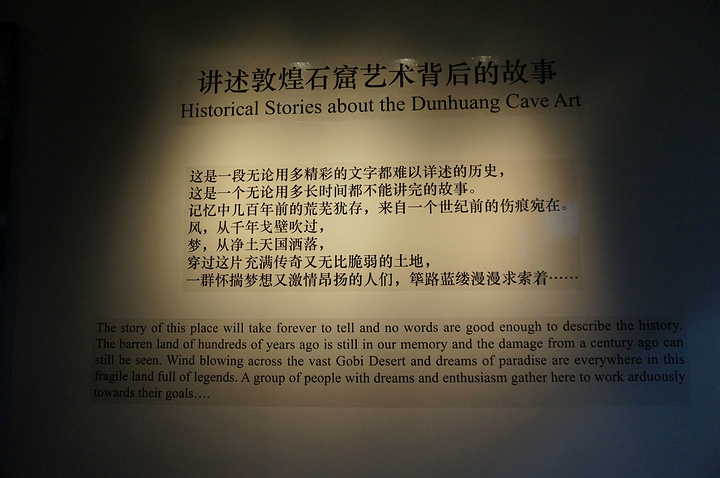 讲述敦煌石窟艺术背后的故事
Historical Stories about the Dunhuang Cave Art
这是一段无论用多精彩的文字都难以详述的历史，
这是一个无论用多长时间都不能讲完的故事。
记忆中几百年前的荒芜犹存，来自一个世纪前的伤痕宛在。
风，从千年戈壁吹过，
梦，从净土天国洒落，
穿过这片充满传奇又无比脆弱的土地，
一群怀揣梦想又激情昂扬的人们，筚路蓝缕漫漫求索着……
The story of this place will take forever to tell and no words are good enough to describe the history.
The barren land of hundreds of years ago is still in our memory and the damage from a century ago can
still be seen. Wind blowing across the vast Gobi Desert and dreams of paradise are everywhere in this
fragile land full of legends. A group of people with dreams and enthusiasm gather here to work arduously
towards their goals….